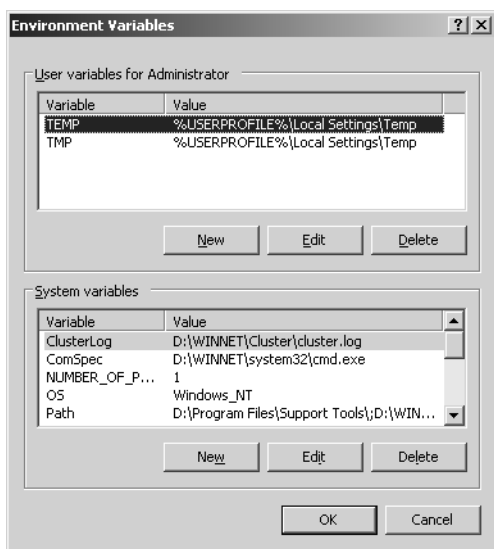 Environment Variables
User variables for Administrator
Variable Value
TEMP %USERPROFILE%\Local Settings\Temp
TMP %USERPROFILE%\Local Settings\Temp
New Edit Delete
System variables
Variable Value
ClusterLog D:\WINNET\Cluster\cluster.log
ComSpec D:\WINNET\system32\cmd.exe
NUMBER_OF_P... 1
OS Windows_NT
Path D:\Program Files\Support Tools\;D:\WIN...
New Edit Delete
OK Cancel